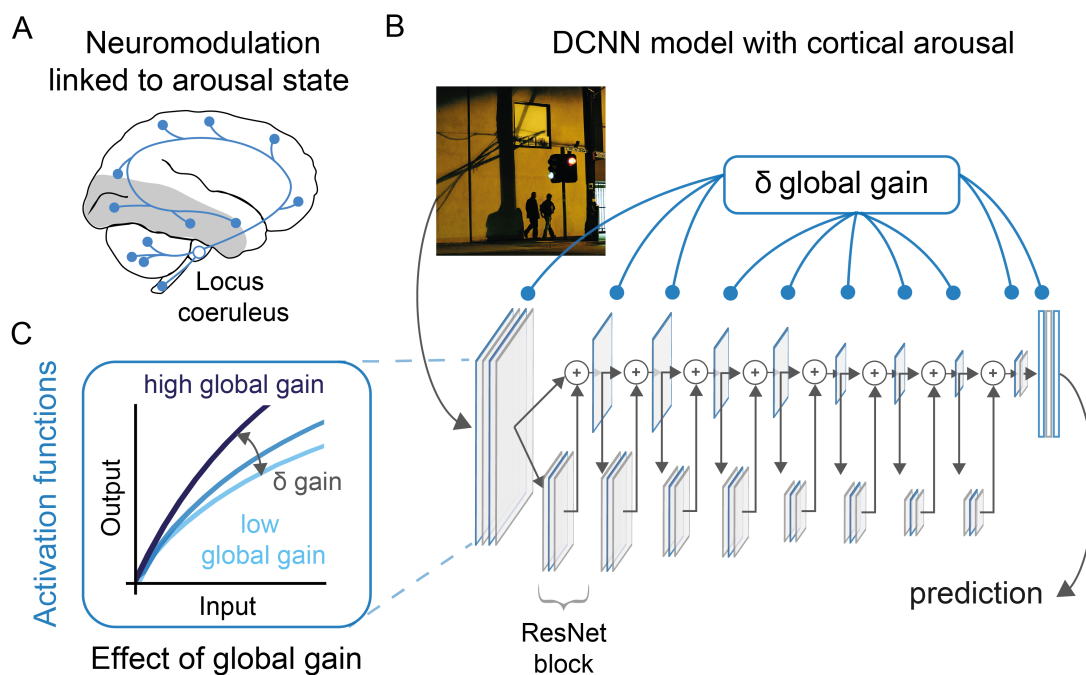 A
Neuromodulation
linked to arousal state
Locus
coeruleus
B
DCNN model with cortical arousal
δ global gain
+ + + + + + + +
ResNet
block
prediction
C
Activation functions
high global gain
δ gain
low
global gain
Output
Input
Effect of global gain